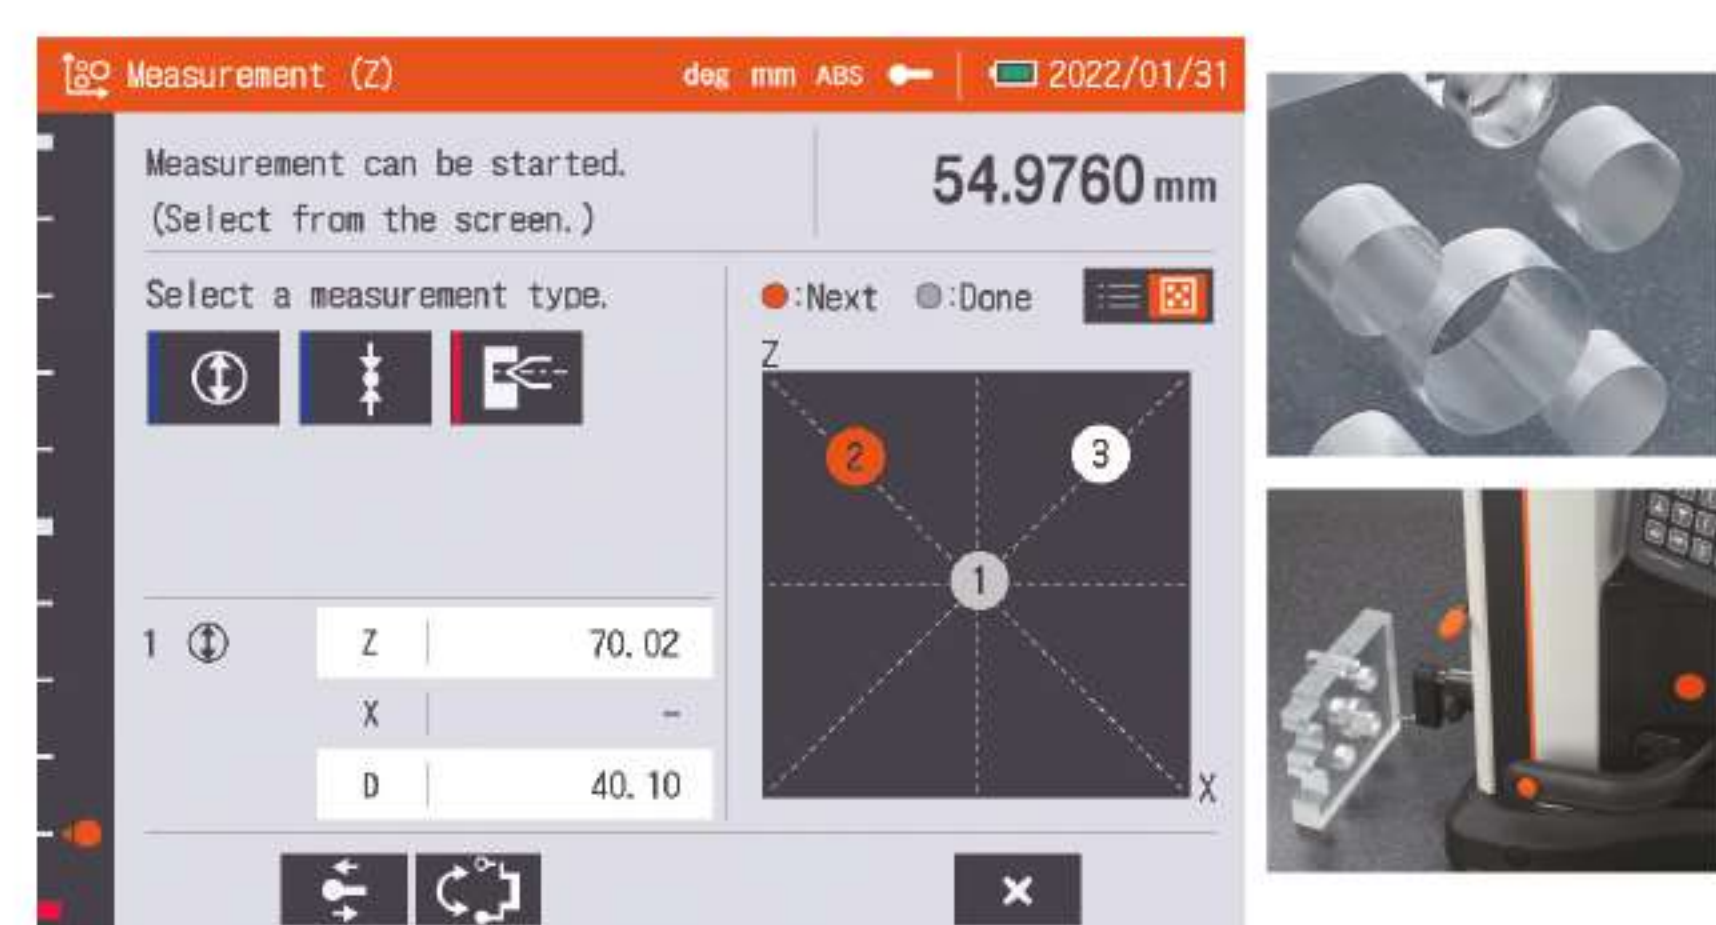 Measurement (Z)
deg mm ABS
2022/01/31
Measurement can be started.
(Select from the screen.)
54.9760 mm
Select a measurement type.
:Next :Done
Z
2
3
1
X
1
Z 70.02
X -
D 40.10